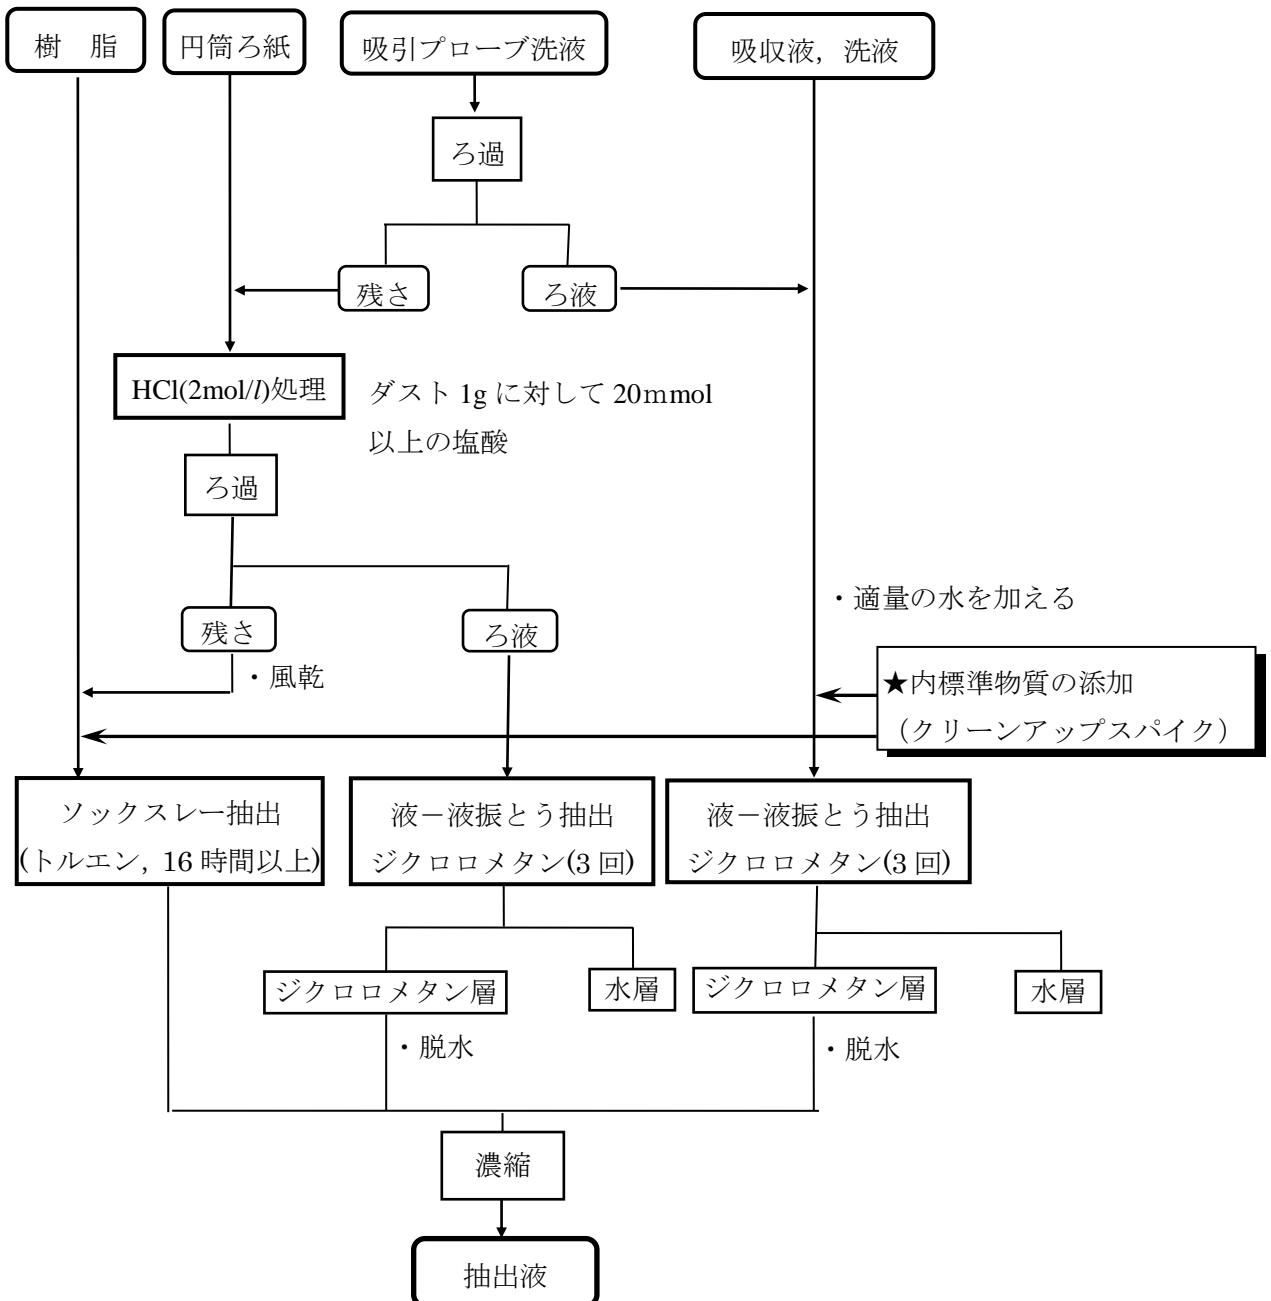 樹　脂
円筒ろ紙
吸引プローブ洗液
吸収液，洗液
ろ過
残さ
ろ液
HCl(2mol/l)処理
ダスト 1g に対して 20mmol
以上の塩酸
ろ過
残さ
ろ液
・風乾
・適量の水を加える
★内標準物質の添加
（クリーンアップスパイク）
ソックスレー抽出
(トルエン，16 時間以上)
液－液振とう抽出
ジクロロメタン(3 回)
液－液振とう抽出
ジクロロメタン(3 回)
ジクロロメタン層
水層
ジクロロメタン層
水層
・脱水
・脱水
濃縮
抽出液